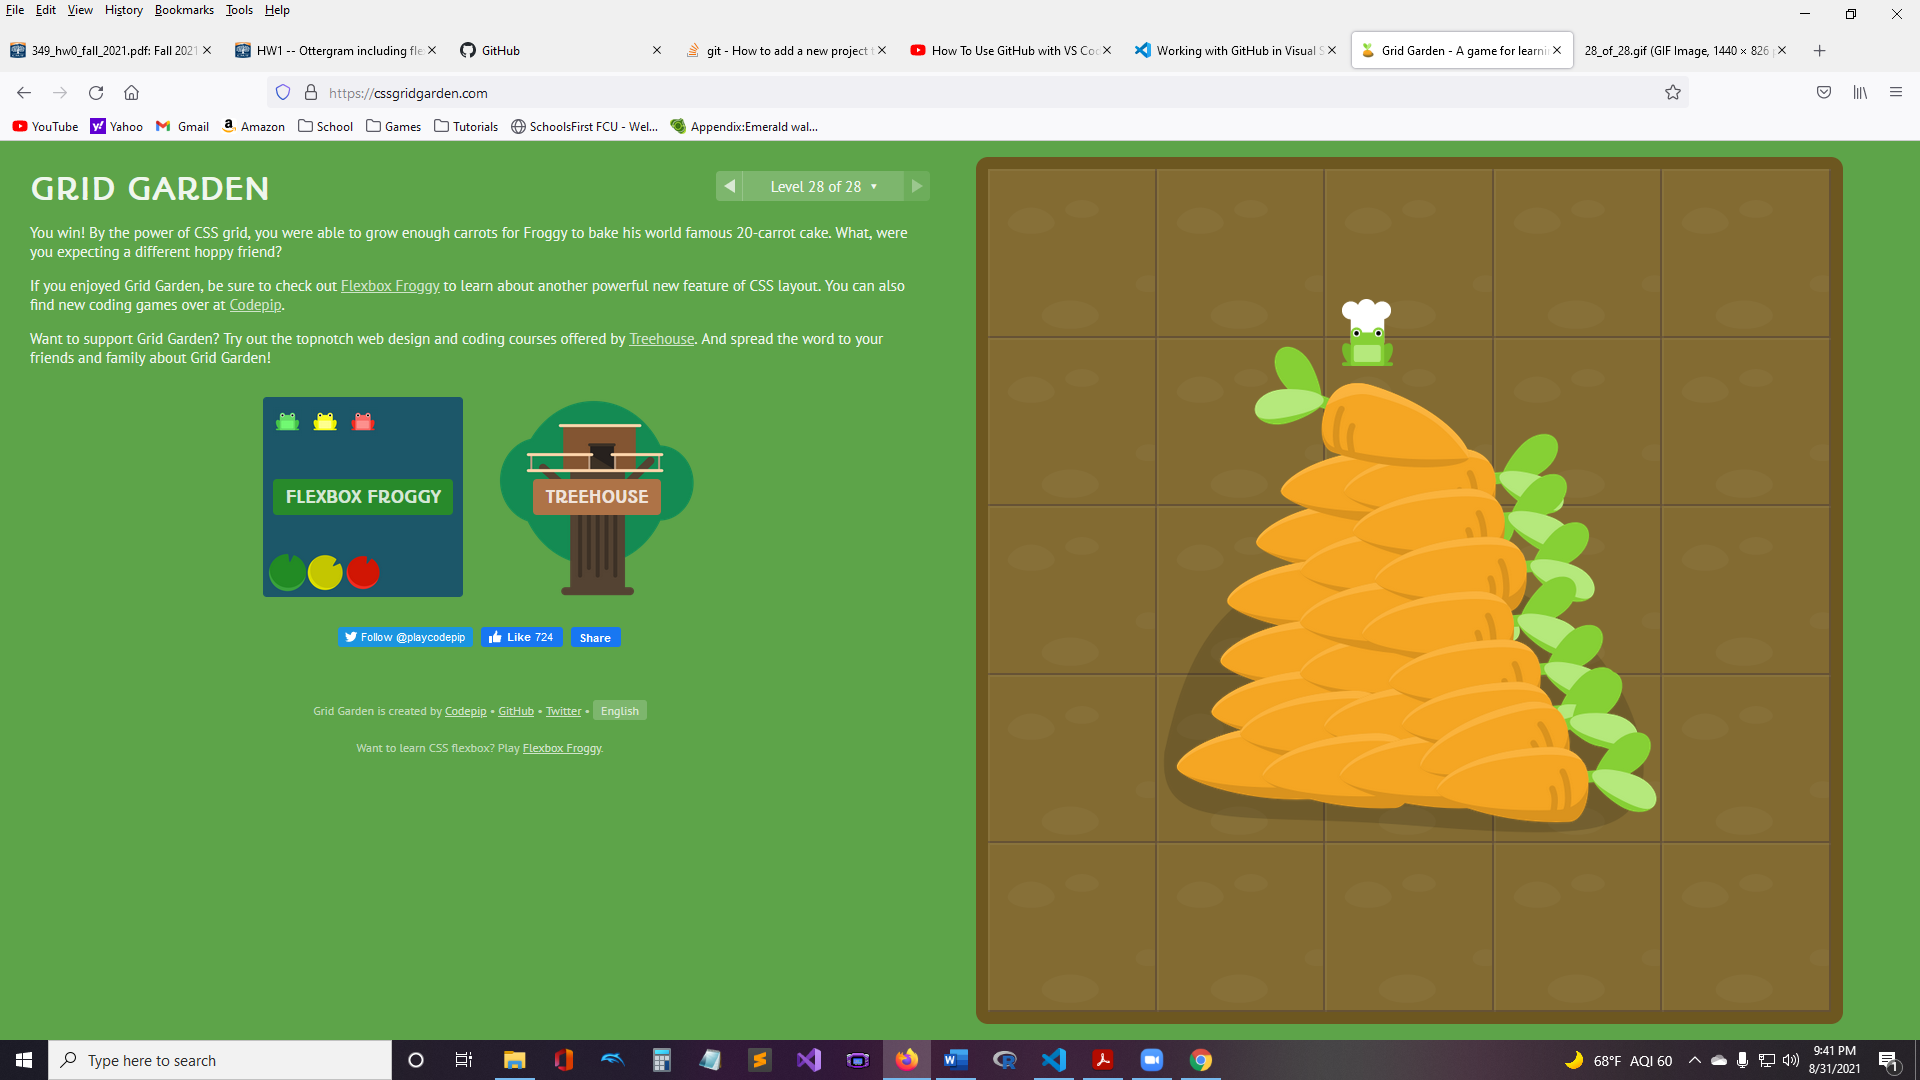 File Edit View History Bookmarks Tools Help
349_hw0_fall_2021.pdf: Fall 2021
HW1 -- Ottergram including fle
GitHub
git - How to add a new project t
How To Use GitHub with VS Coc
Working with GitHub in Visual S
Grid Garden - A game for learni
28_of_28.gif (GIF Image, 1440 × 826 p
https://cssgridgarden.com
YouTube Yahoo Gmail Amazon School Games Tutorials SchoolsFirst FCU - Wel... Appendix:Emerald wal...
GRID GARDEN
Level 28 of 28
You win! By the power of CSS grid, you were able to grow enough carrots for Froggy to bake his world famous 20-carrot cake. What, were
you expecting a different hoppy friend?
If you enjoyed Grid Garden, be sure to check out Flexbox Froggy to learn about another powerful new feature of CSS layout. You can also
find new coding games over at Codepip.
Want to support Grid Garden? Try out the topnotch web design and coding courses offered by Treehouse. And spread the word to your
friends and family about Grid Garden!
FLEXBOX FROGGY
TREEHOUSE
Follow @playcodepip Like 724 Share
Grid Garden is created by Codepip • GitHub • Twitter • English
Want to learn CSS flexbox? Play Flexbox Froggy.
Type here to search
68°F AQI 60
9:41 PM
8/31/2021
1